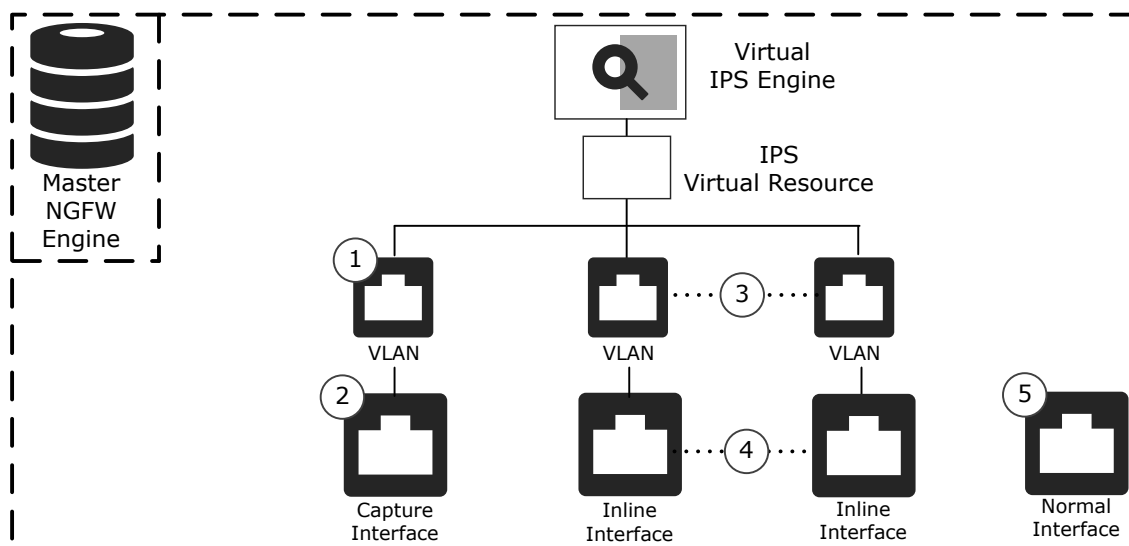 Virtual
IPS Engine
Master
NGFW
Engine
IPS
Virtual Resource
1
3
VLAN
VLAN
VLAN
2
4
5
Capture
Interface
Inline
Interface
Inline
Interface
Normal
Interface